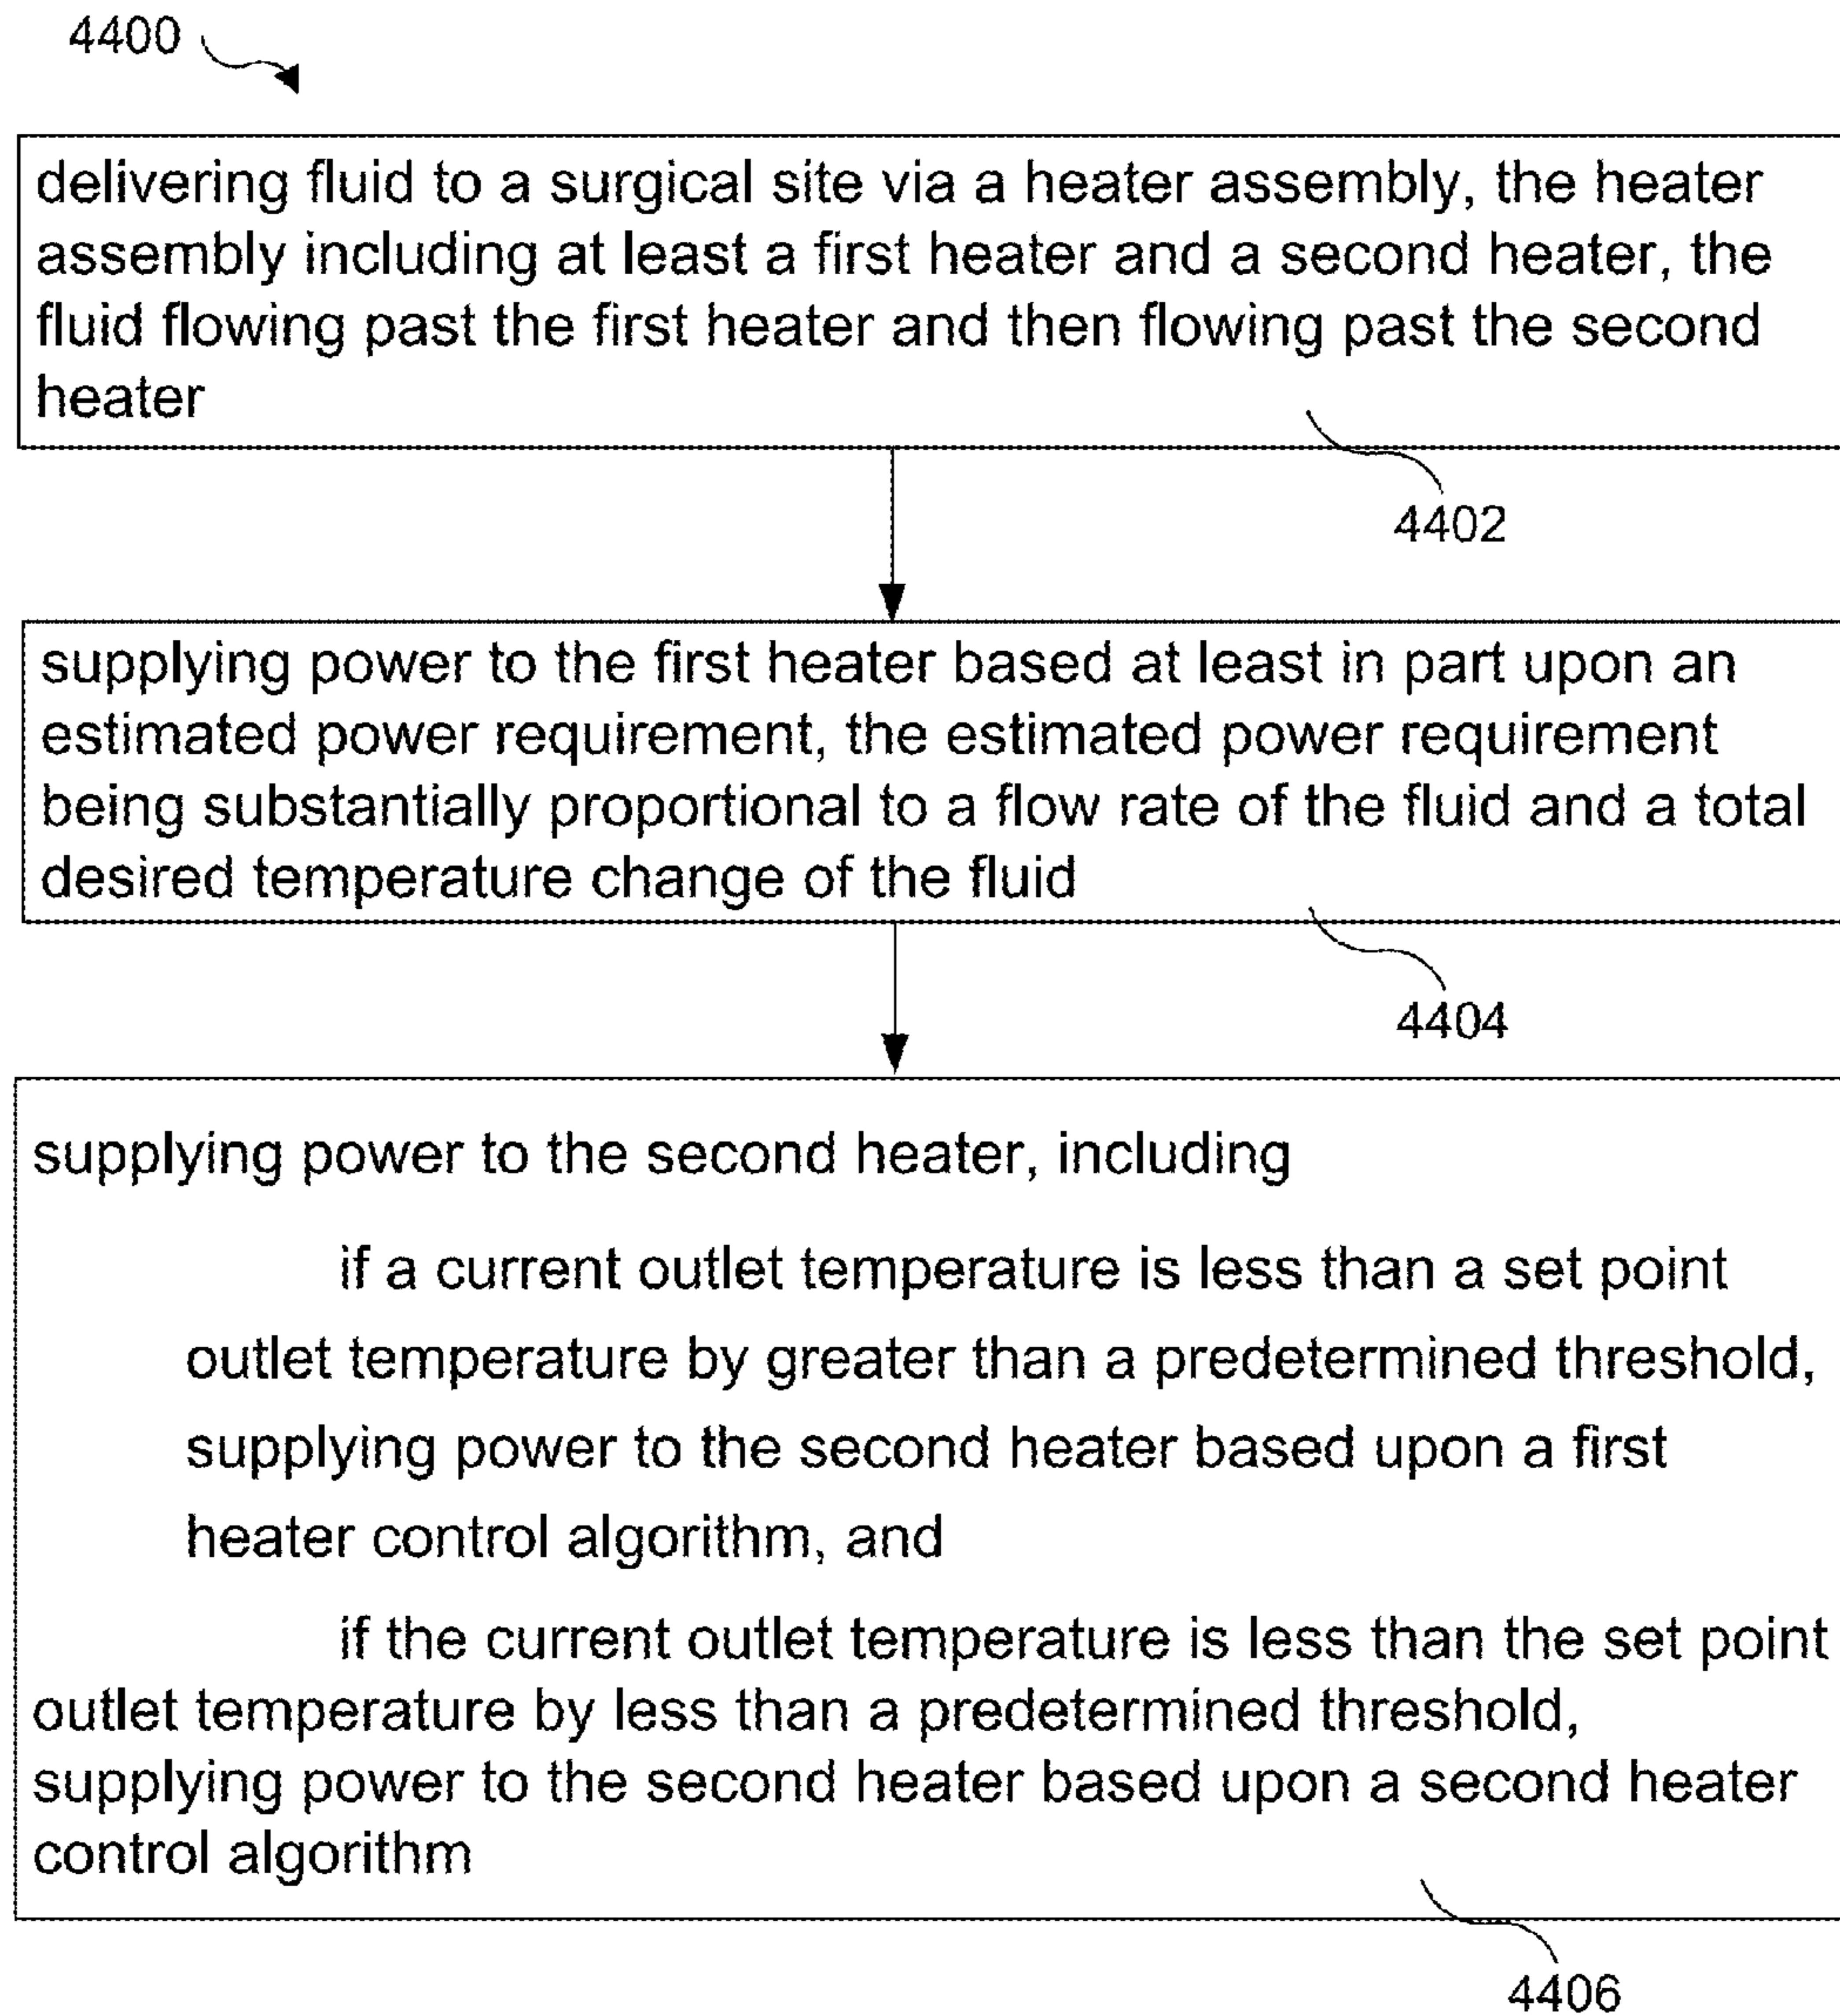 4400
delivering fluid to a surgical site via a heater assembly, the heater
assembly including at least a first heater and a second heater, the
fluid flowing past the first heater and then flowing past the second
heater
4402
supplying power to the first heater based at least in part upon an
estimated power requirement, the estimated power requirement
being substantially proportional to a flow rate of the fluid and a total
desired temperature change of the fluid
4404
supplying power to the second heater, including
if a current outlet temperature is less than a set point
outlet temperature by greater than a predetermined threshold,
supplying power to the second heater based upon a first
heater control algorithm, and
if the current outlet temperature is less than the set point
outlet temperature by less than a predetermined threshold,
supplying power to the second heater based upon a second heater
control algorithm
4406